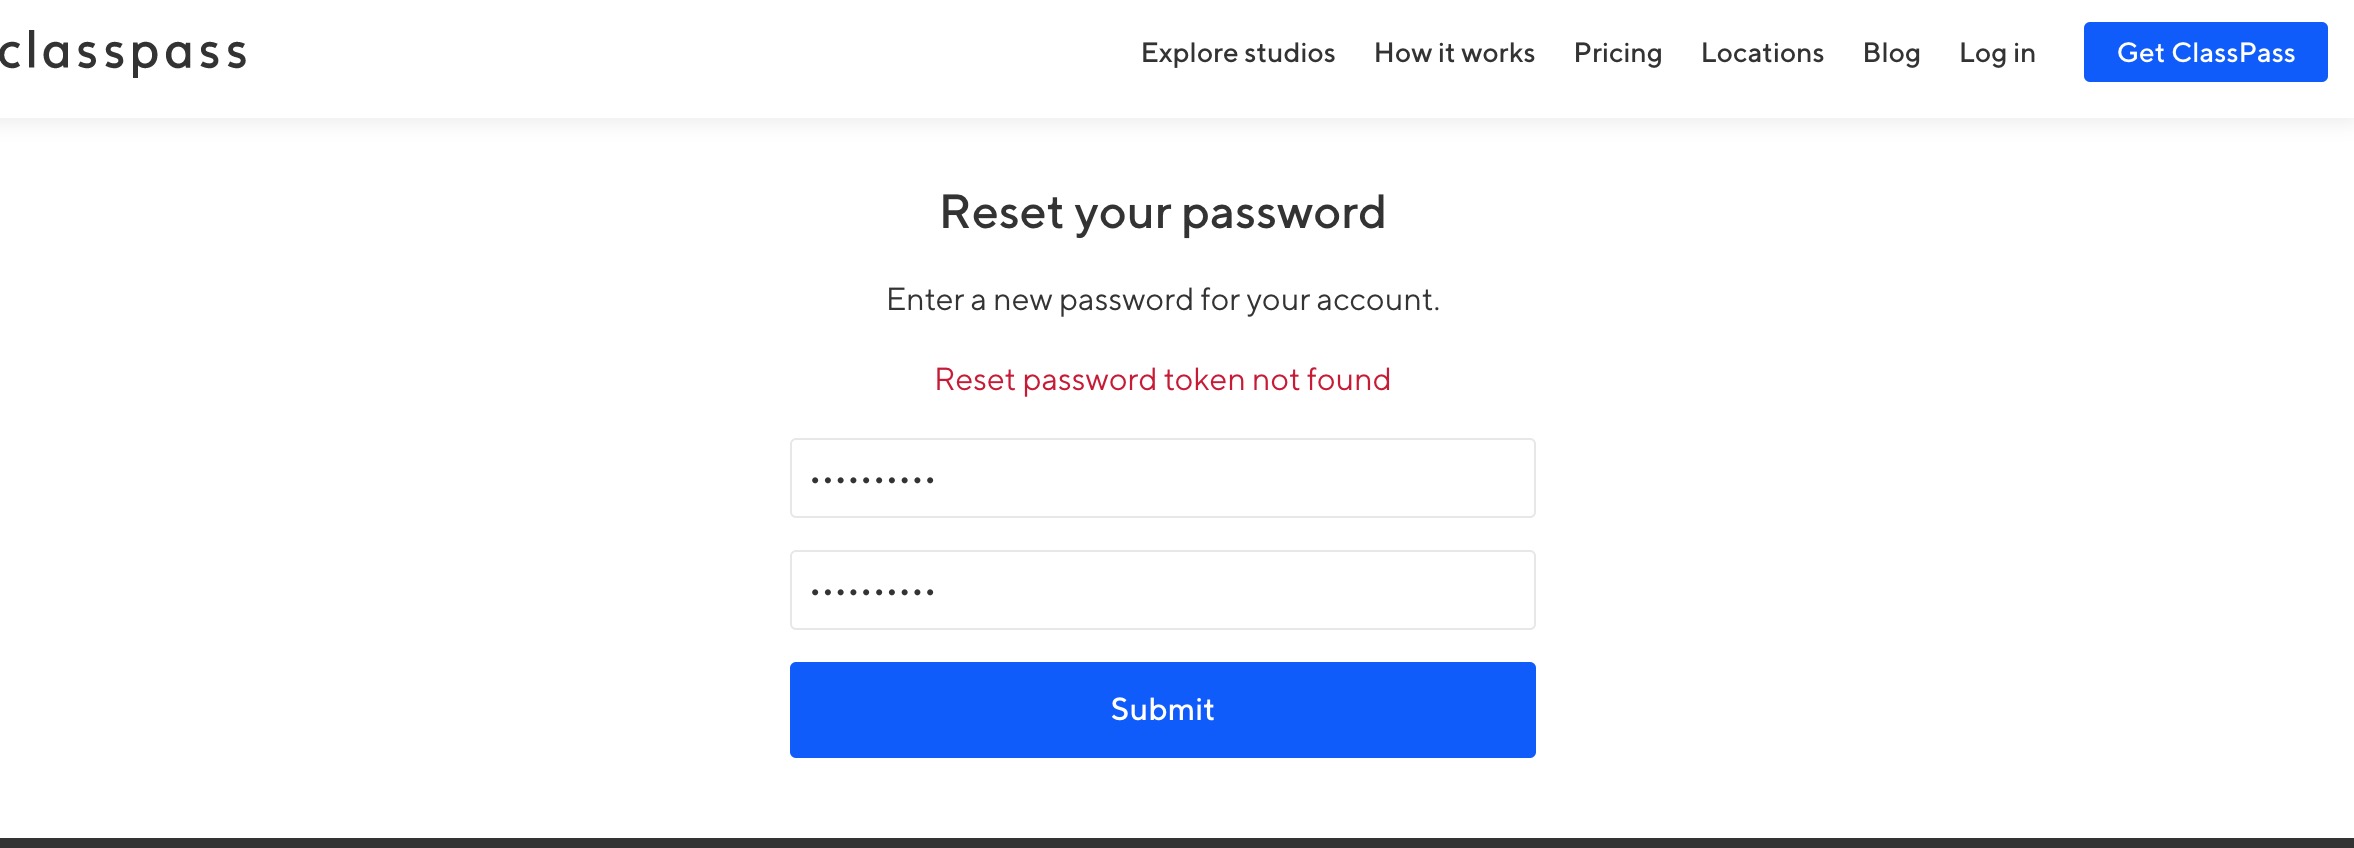 classpass
Explore studios How it works Pricing Locations Blog Log in Get ClassPass
Reset your password
Enter a new password for your account.
Reset password token not found
••••••••••
••••••••••
Submit